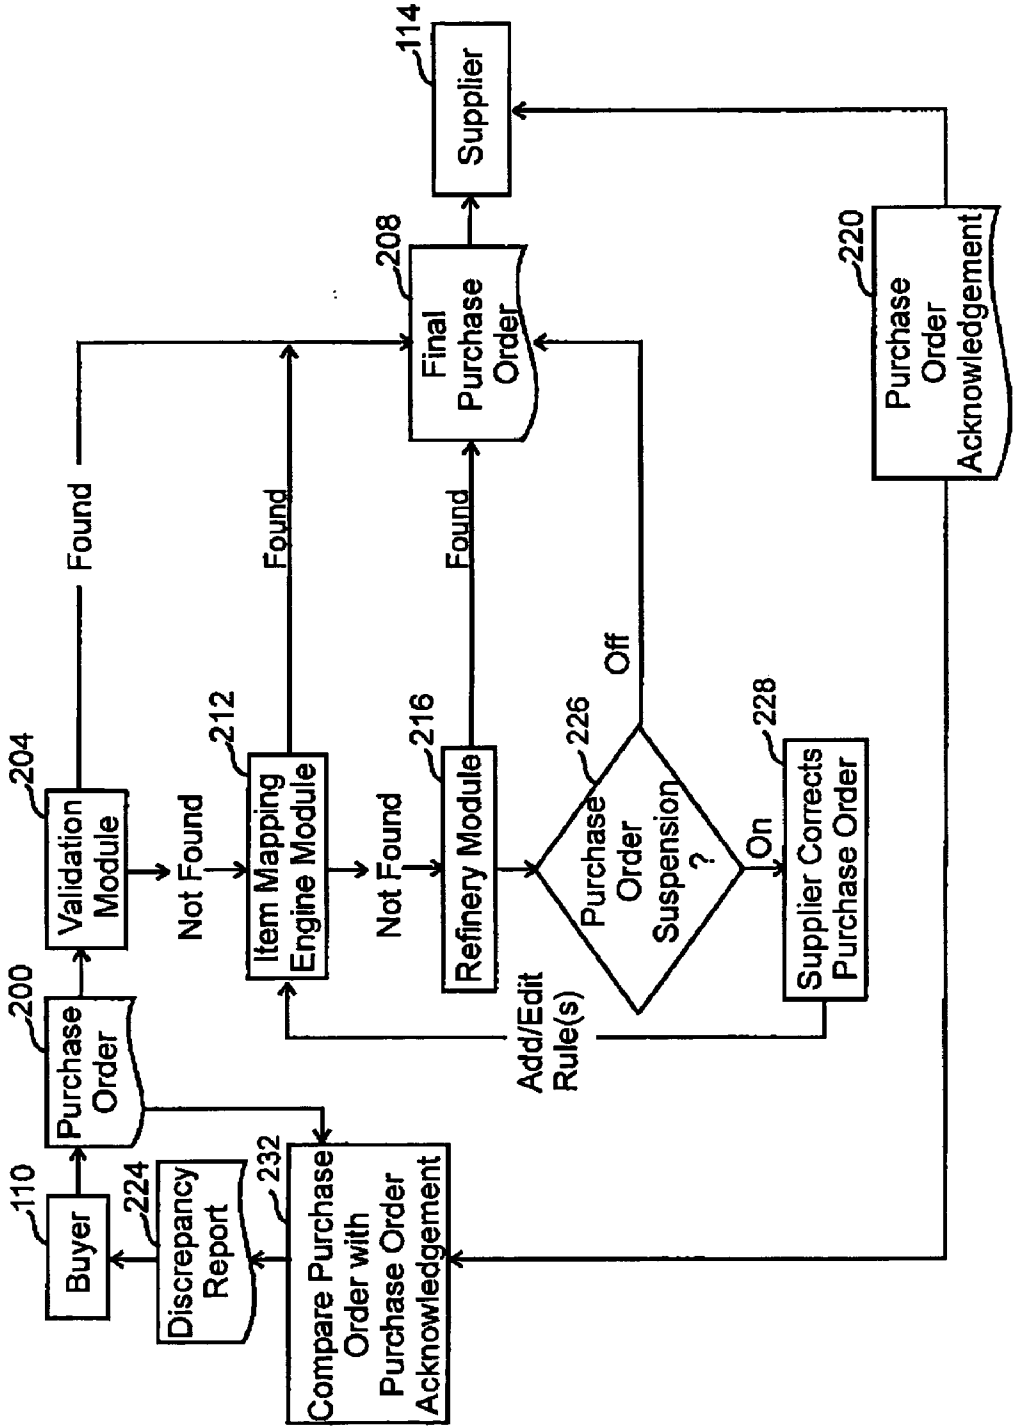 110
Buyer
200
Purchase
Order
204
Validation
Module
Found
224
Discrepancy
Report
Not Found
212
Item Mapping
Engine Module
Found
232
Compare Purchase
Order with
Purchase Order
Acknowledgement
Not Found
216
Refinery Module
Found
208
Final
Purchase
Order
114
Supplier
Add/Edit
Rule(s)
226
Purchase
Order
Suspension
?
Off
On
228
Supplier Corrects
Purchase Order
220
Purchase
Order
Acknowledgement